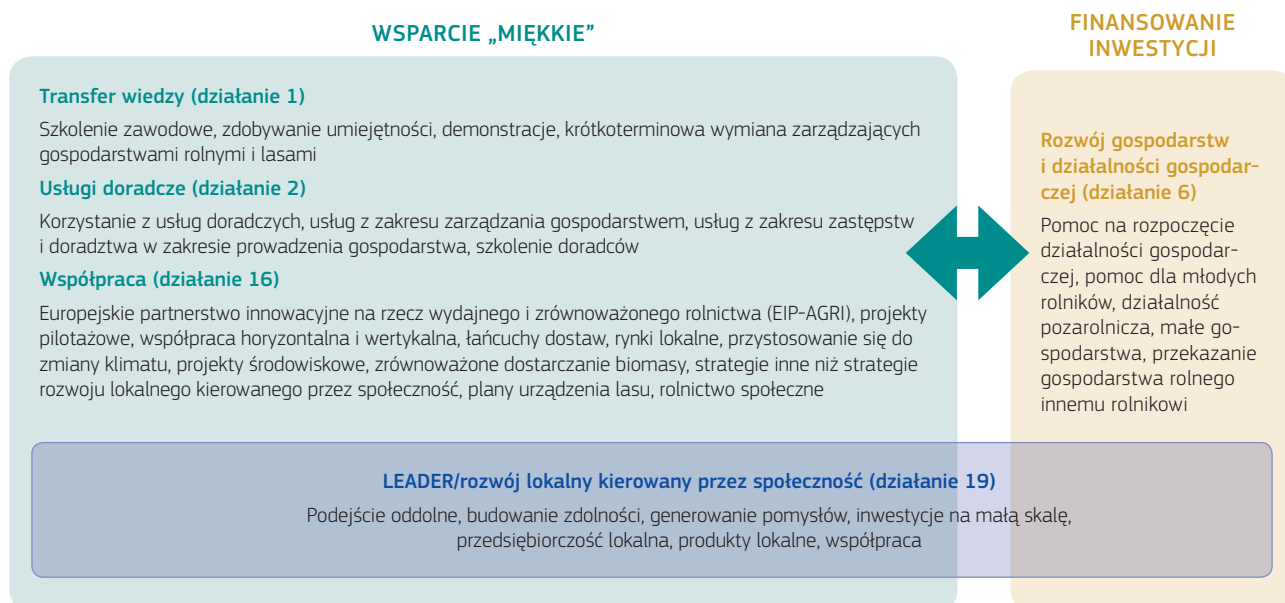 WSPARCIE „MIĘKKIE”
FINANSOWANIE
INWESTYCJI
Transfer wiedzy (działanie 1)
Szkolenie zawodowe, zdobywanie umiejętności, demonstracje, krótkoterminowa wymiana zarządzających
gospodarstwami rolnymi i lasami
Usługi doradcze (działanie 2)
Korzystanie z usług doradczych, usług z zakresu zarządzania gospodarstwem, usług z zakresu zastępstw
i doradztwa w zakresie prowadzenia gospodarstwa, szkolenie doradców
Współpraca (działanie 16)
Europejskie partnerstwo innowacyjne na rzecz wydajnego i zrównoważonego rolnictwa (EIP-AGRI), projekty
pilotażowe, współpraca horyzontalna i wertykalna, łańcuchy dostaw, rynki lokalne, przystosowanie się do
zmiany klimatu, projekty środowiskowe, zrównoważone dostarczanie biomasy, strategie inne niż strategie
rozwoju lokalnego kierowanego przez społeczność, plany urządzenia lasu, rolnictwo społeczne
Rozwój gospodarstw
i działalności gospodar-
czej (działanie 6)
Pomoc na rozpoczęcie
działalności gospodar-
czej, pomoc dla młodych
rolników, działalność
pozarolnicza, małe go-
spodarstwa, przekazanie
gospodarstwa rolnego
innemu rolnikowi
LEADER/rozwój lokalny kierowany przez społeczność (działanie 19)
Podejście oddolne, budowanie zdolności, generowanie pomysłów, inwestycje na małą skalę,
przedsiębiorczość lokalna, produkty lokalne, współpraca